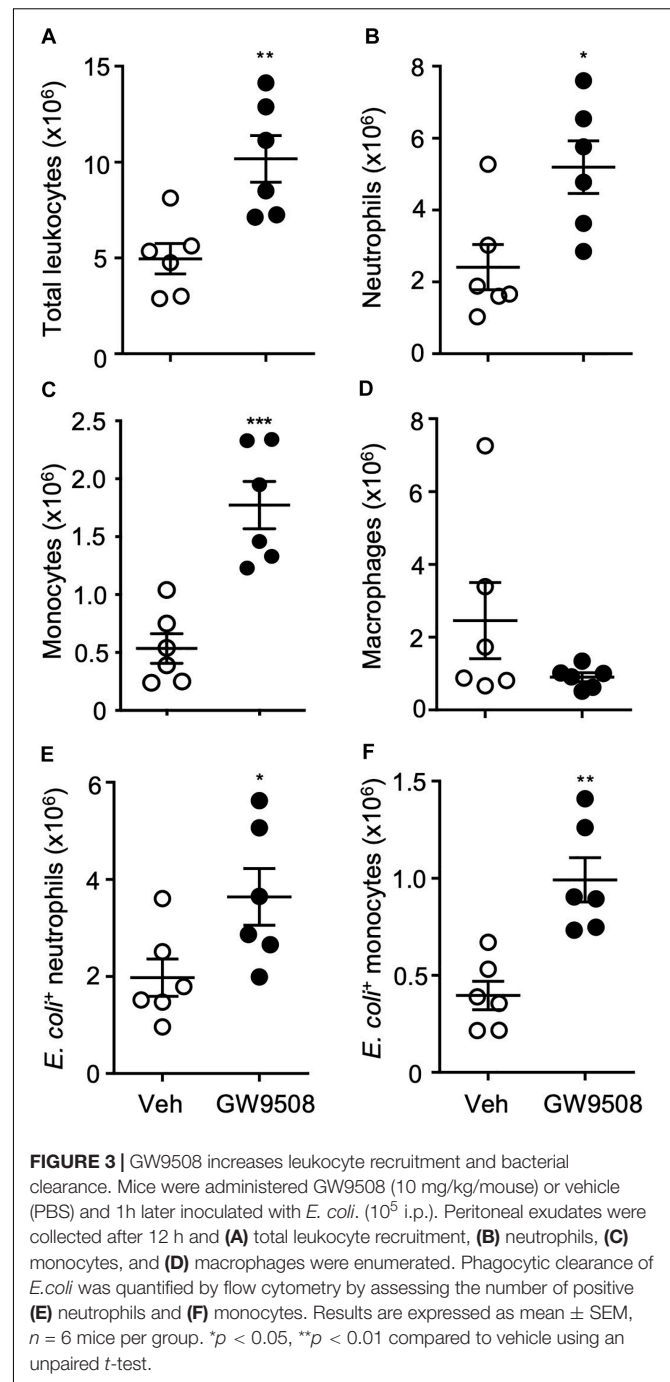 A
B
**
*
Total leukocytes (x10⁶)
15
10
5
0
Neutrophils (x10⁶)
8
6
4
2
0
C
D
***
Monocytes (x10⁶)
2.5
2.0
1.5
1.0
0.5
0
Macrophages (x10⁶)
8
6
4
2
0
E
F
*
**
E. coli⁺ neutrophils (x10⁶)
6
4
2
0
E. coli⁺ monocytes (x10⁶)
1.5
1.0
0.5
0
Veh GW9508
Veh GW9508
FIGURE 3 | GW9508 increases leukocyte recruitment and bacterial
clearance. Mice were administered GW9508 (10 mg/kg/mouse) or vehicle
(PBS) and 1h later inoculated with E. coli. (10⁵ i.p.). Peritoneal exudates were
collected after 12 h and (A) total leukocyte recruitment, (B) neutrophils, (C)
monocytes, and (D) macrophages were enumerated. Phagocytic clearance of
E.coli was quantified by flow cytometry by assessing the number of positive
(E) neutrophils and (F) monocytes. Results are expressed as mean ± SEM,
n = 6 mice per group. *p < 0.05, **p < 0.01 compared to vehicle using an
unpaired t-test.